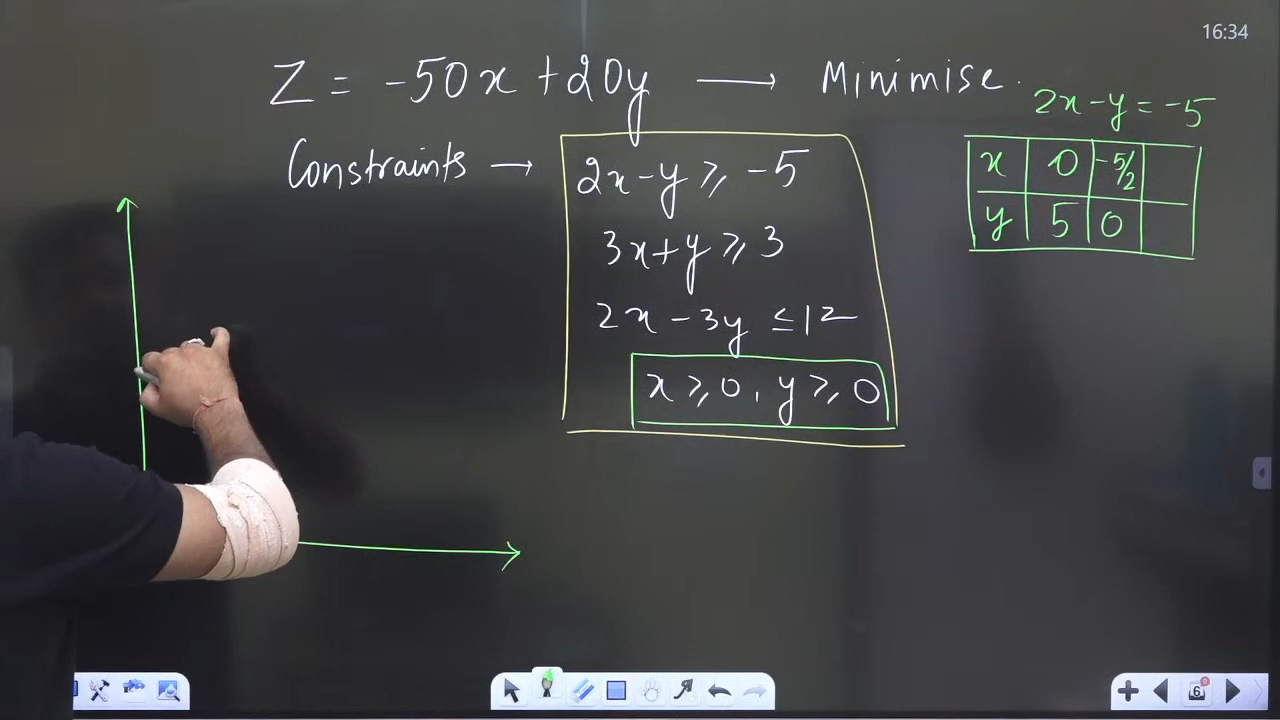 16:34
Z = -50x + 20y → Minimise.
Constraints → 2x - y ⩾ -5
3x + y ⩾ 3
2x - 3y ≤ 12
x ⩾ 0, y ⩾ 0
2x - y = -5
x 0 -5/2
y 5 0
6